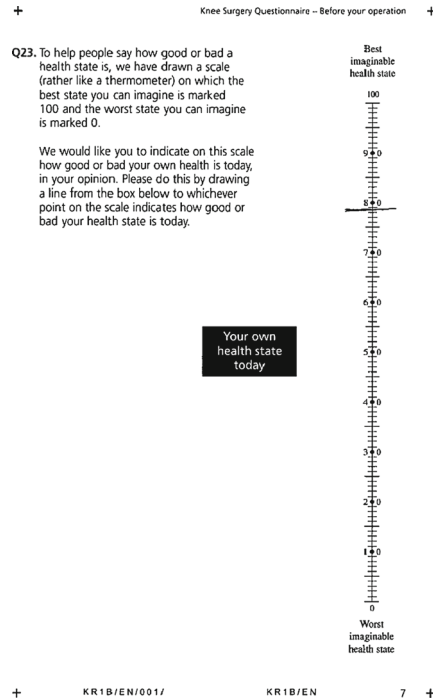 Knee Surgery Questionnaire – Before your operation
Q23. To help people say how good or bad a
health state is, we have drawn a scale
(rather like a thermometer) on which the
best state you can imagine is marked
100 and the worst state you can imagine
is marked 0.
We would like you to indicate on this scale
how good or bad your own health is today,
in your opinion. Please do this by drawing
a line from the box below to whichever
point on the scale indicates how good or
bad your health state is today.
Your own
health state
today
Best
imaginable
health state
100
90
80
70
60
50
40
30
20
10
0
Worst
imaginable
health state
KR1B/EN/001/
KR1B/EN
7